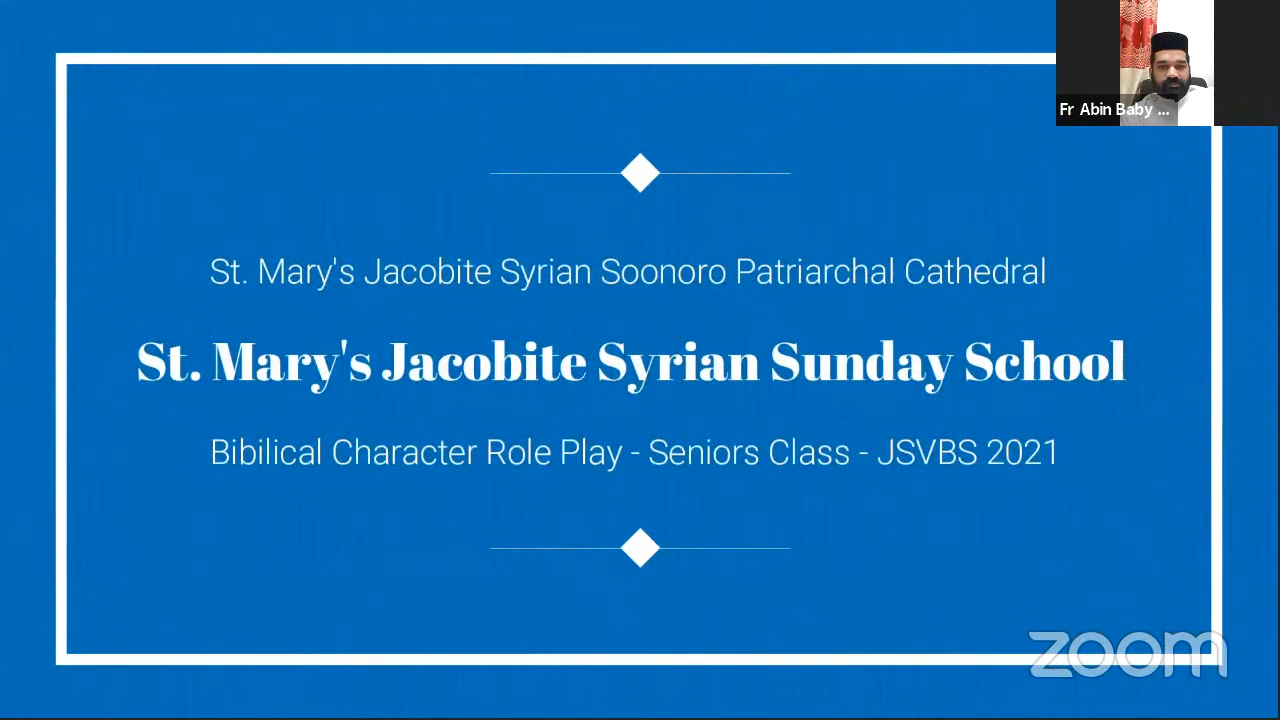 Fr Abin Baby ...
St. Mary's Jacobite Syrian Soonoro Patriarchal Cathedral
St. Mary's Jacobite Syrian Sunday School
Bibilical Character Role Play - Seniors Class - JSVBS 2021
zoom